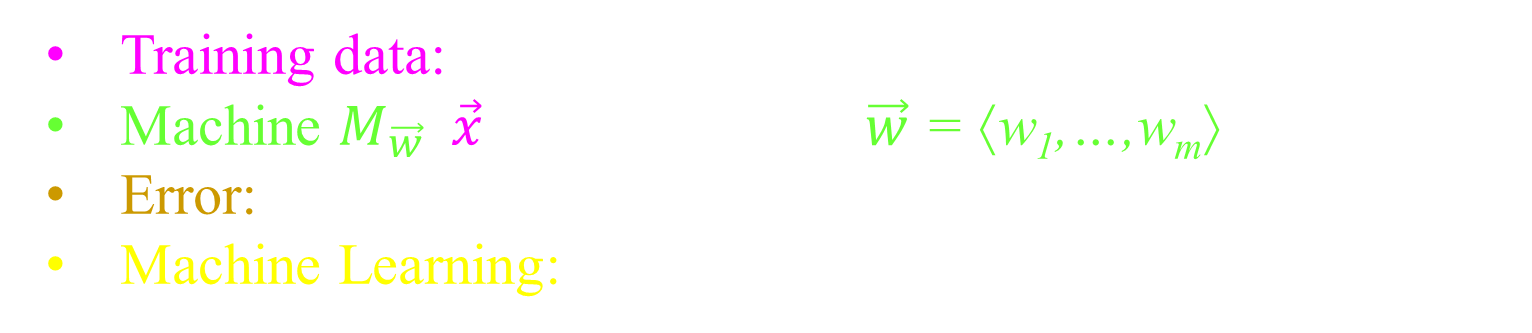 • Training data:
• Machine M_w⃗ x⃗ w⃗ = ⟨w₁,...,wₘ⟩
• Error:
• Machine Learning: